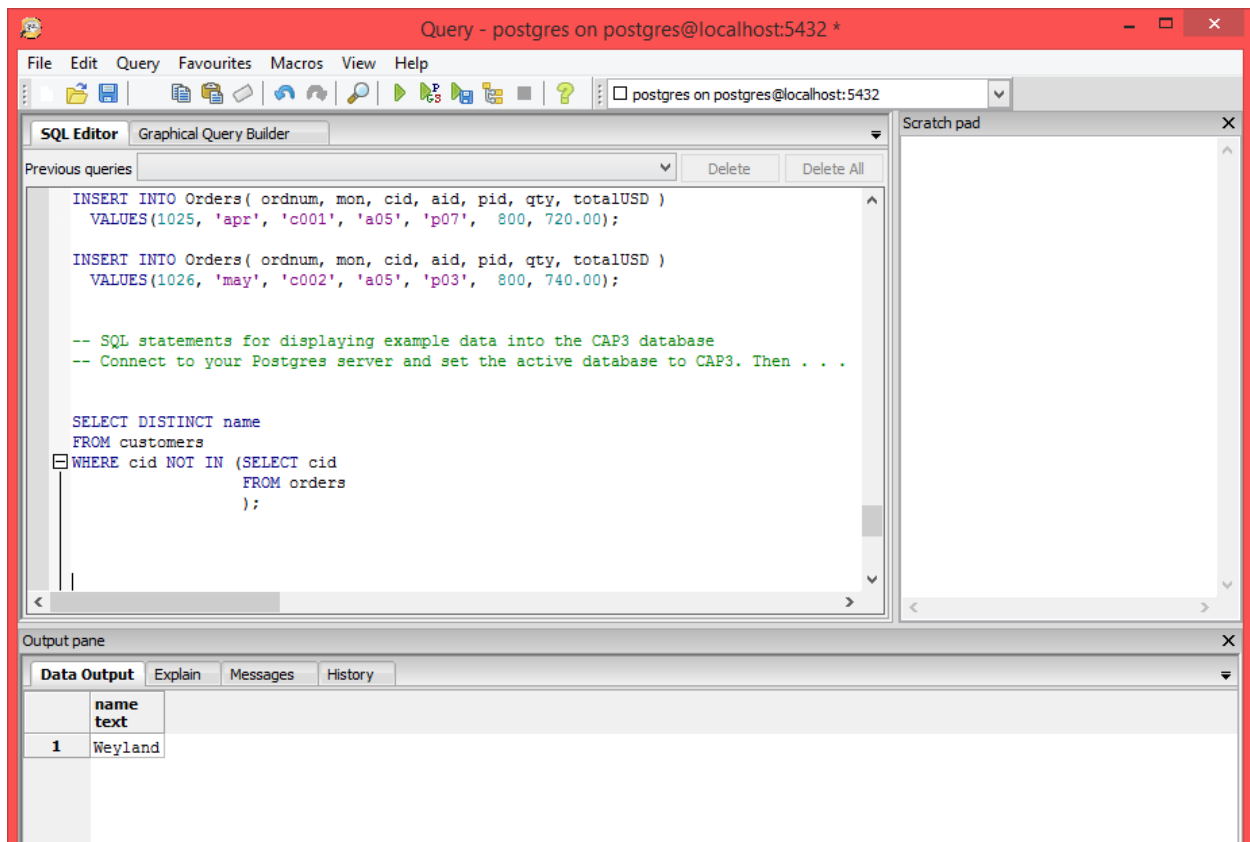 Query - postgres on postgres@localhost:5432 *
File Edit Query Favourites Macros View Help
postgres on postgres@localhost:5432
SQL Editor Graphical Query Builder
Scratch pad
Previous queries Delete Delete All
INSERT INTO Orders( ordnum, mon, cid, aid, pid, qty, totalUSD )
VALUES(1025, 'apr', 'c001', 'a05', 'p07',  800, 720.00);
INSERT INTO Orders( ordnum, mon, cid, aid, pid, qty, totalUSD )
VALUES(1026, 'may', 'c002', 'a05', 'p03',  800, 740.00);
-- SQL statements for displaying example data into the CAP3 database
-- Connect to your Postgres server and set the active database to CAP3. Then . . .
SELECT DISTINCT name
FROM customers
WHERE cid NOT IN (SELECT cid
FROM orders
);
Output pane
Data Output Explain Messages History
name
text
1 Weyland